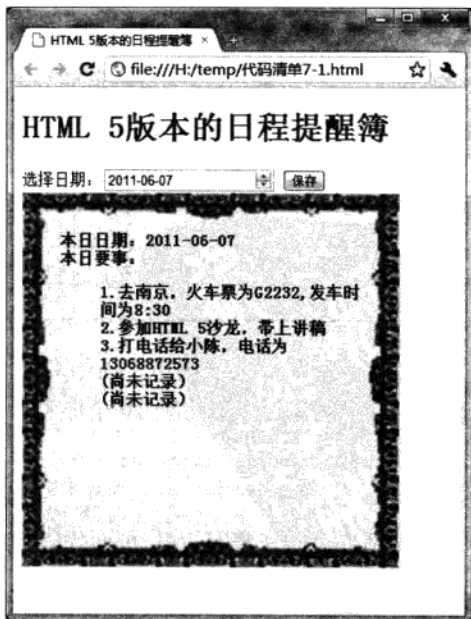 HTML 5版本的日程提醒簿 ×
file:///H:/temp/代码清单7-1.html
HTML 5版本的日程提醒簿
选择日期： 2011-06-07 保存
本日日期：2011-06-07
本日要事：
1.去南京，火车票为G2232,发车时
间为8:30
2.参加HTML 5沙龙，带上讲稿
3.打电话给小陈，电话为
13068872573
(尚未记录)
(尚未记录)